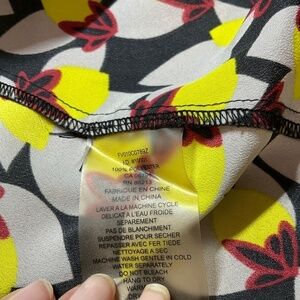 100% POLYESTER
FABRIQUE EN CHINE
MADE IN CHINA
LAVER A LA MACHINE CYCLE
DELICAT A L'EAU FROIDE
SEPAREMENT
PAS DE BLANCHIMENT
SUSPENDRE POUR SECHER
REPASSER AVEC FER TIEDE
NETTOYAGE A SEC
MACHINE WASH GENTLE IN COLD
WATER SEPARATELY
DO NOT BLEACH
HANG TO DRY